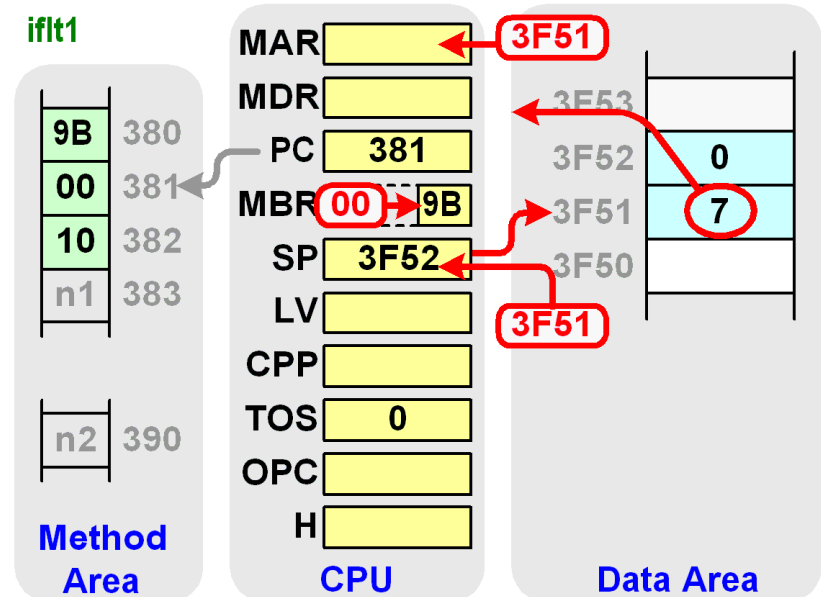 iflt1
9B 380
00 381
10 382
n1 383
n2 390
Method
Area
MAR
MDR
PC 381
MBR 00 9B
SP 3F52
LV
CPP
TOS 0
OPC
H
CPU
3F51
3F51
3F53
3F52 0
3F51 7
3F50
Data Area